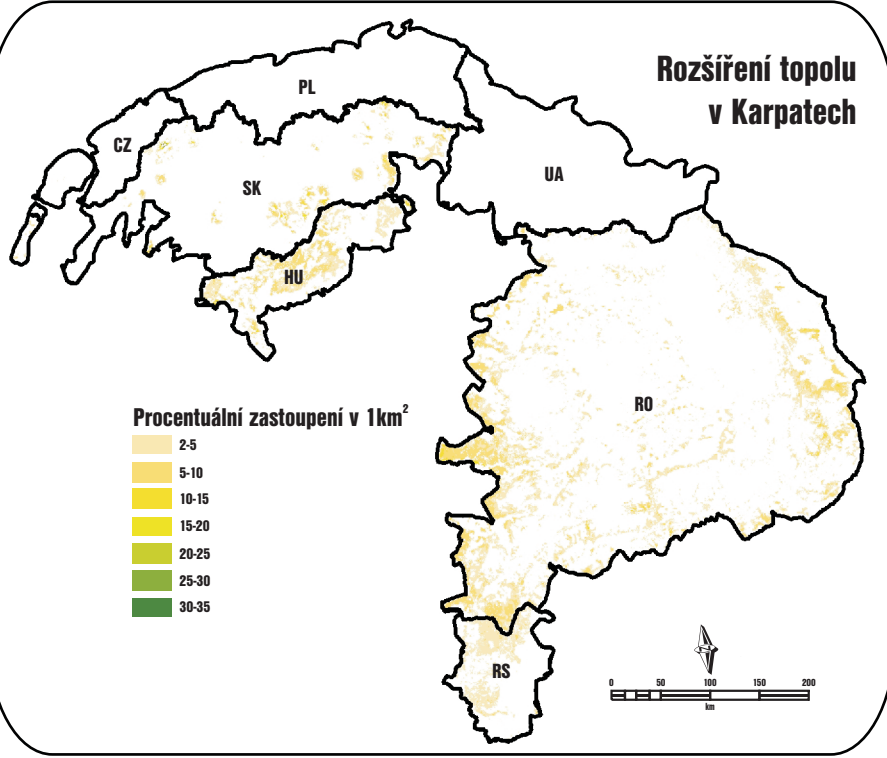 Rozšíření topolu
v Karpatech
PL
CZ
SK
UA
HU
RO
RS
Procentuální zastoupení v 1km²
2-5
5-10
10-15
15-20
20-25
25-30
30-35
0 50 100 150 200
km